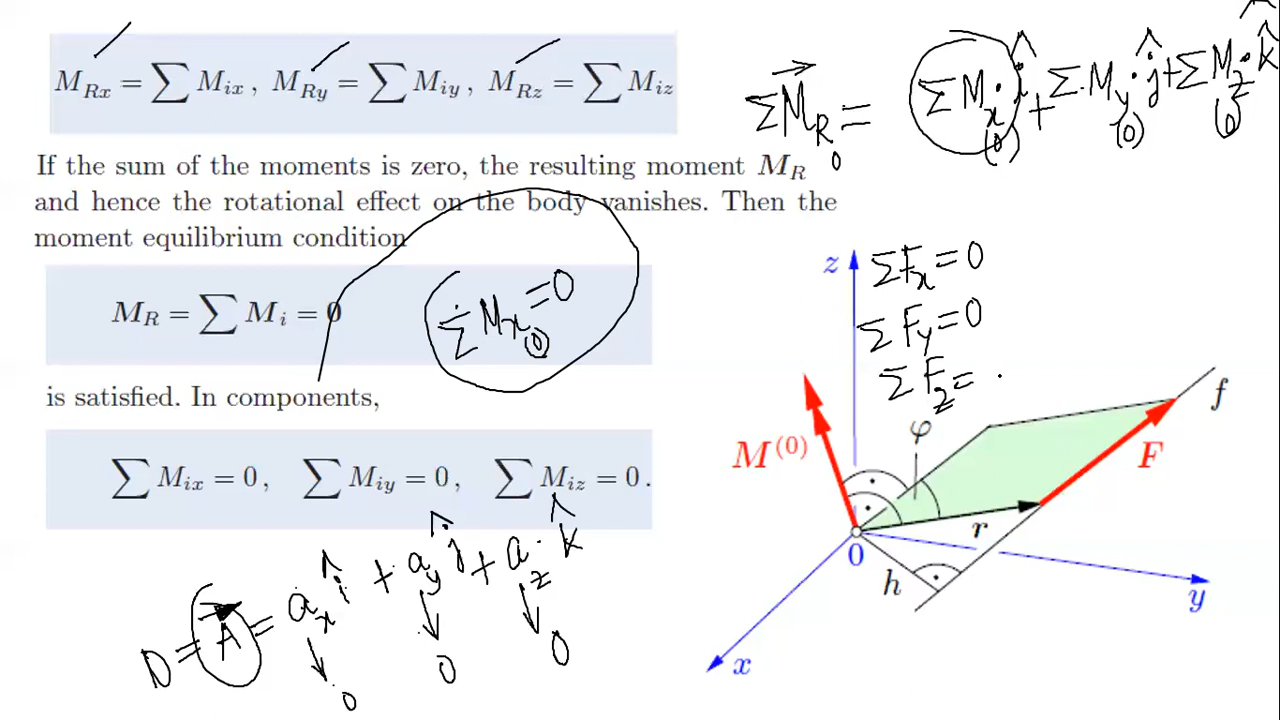 M_Rx = ∑ M_ix , M_Ry = ∑ M_iy , M_Rz = ∑ M_iz
∑M⃗_R_0 = ∑M_x(0)·î + ∑M_y(0)·ĵ + ∑M_z(0)·k̂
If the sum of the moments is zero, the resulting moment M_R
and hence the rotational effect on the body vanishes. Then the
moment equilibrium condition
M_R = ∑ M_i = 0
∑M_x(0) = 0
is satisfied. In components,
∑ M_ix = 0 , ∑ M_iy = 0 , ∑ M_iz = 0 .
0 = A⃗ = a_x î + a_y ĵ + a_z k̂
0
0
0
∑F_x = 0
∑F_y = 0
∑F_z =
z
φ
f
M^(0)
F
r
0
h
y
x